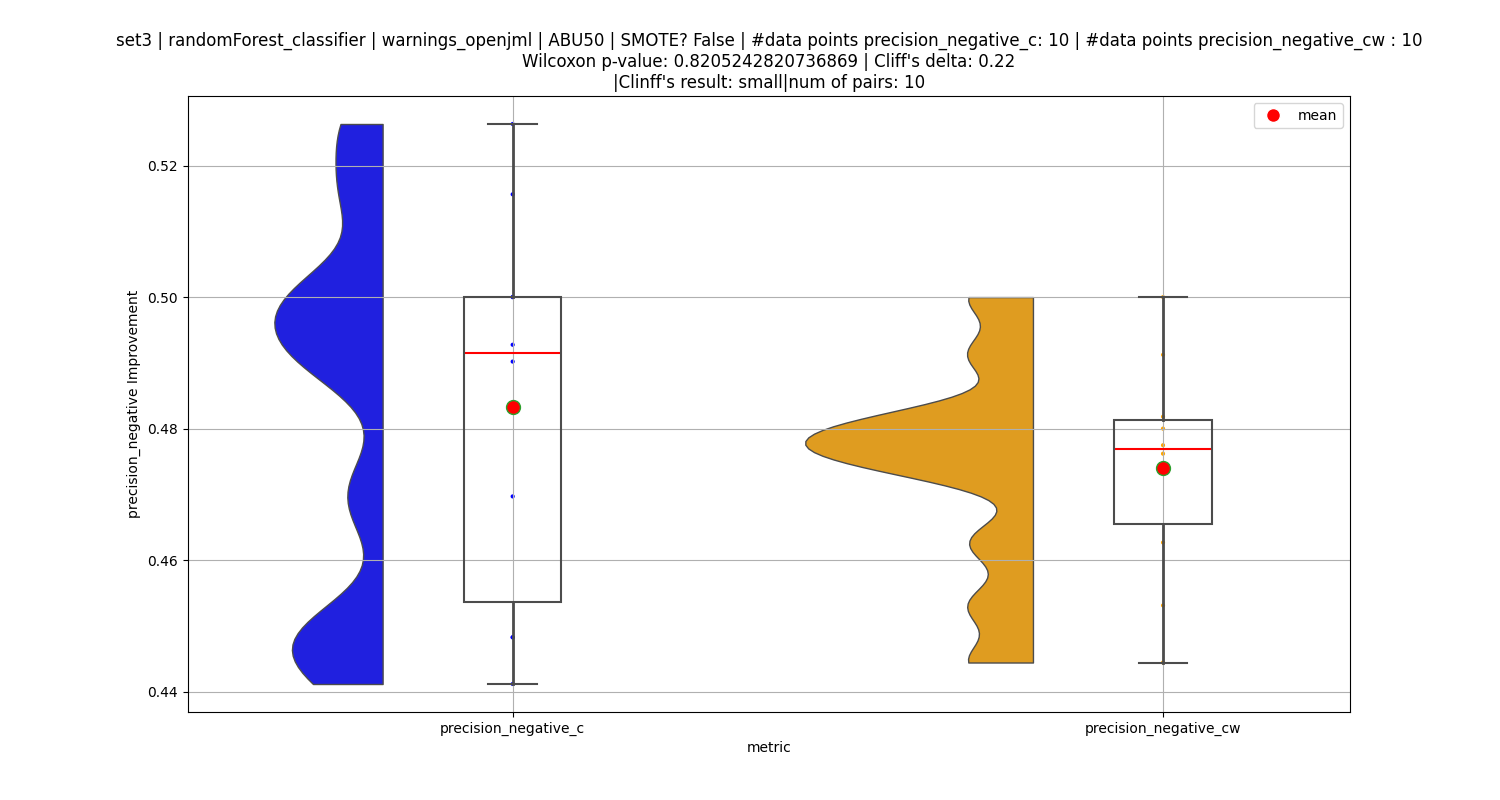 set3 | randomForest_classifier | warnings_openjml | ABU50 | SMOTE? False | #data points precision_negative_c: 10 | #data points precision_negative_cw : 10
Wilcoxon p-value: 0.8205242820736869 | Cliff's delta: 0.22
|Clinff's result: small|num of pairs: 10
mean
precision_negative Improvement
0.52
0.50
0.48
0.46
0.44
precision_negative_c
precision_negative_cw
metric